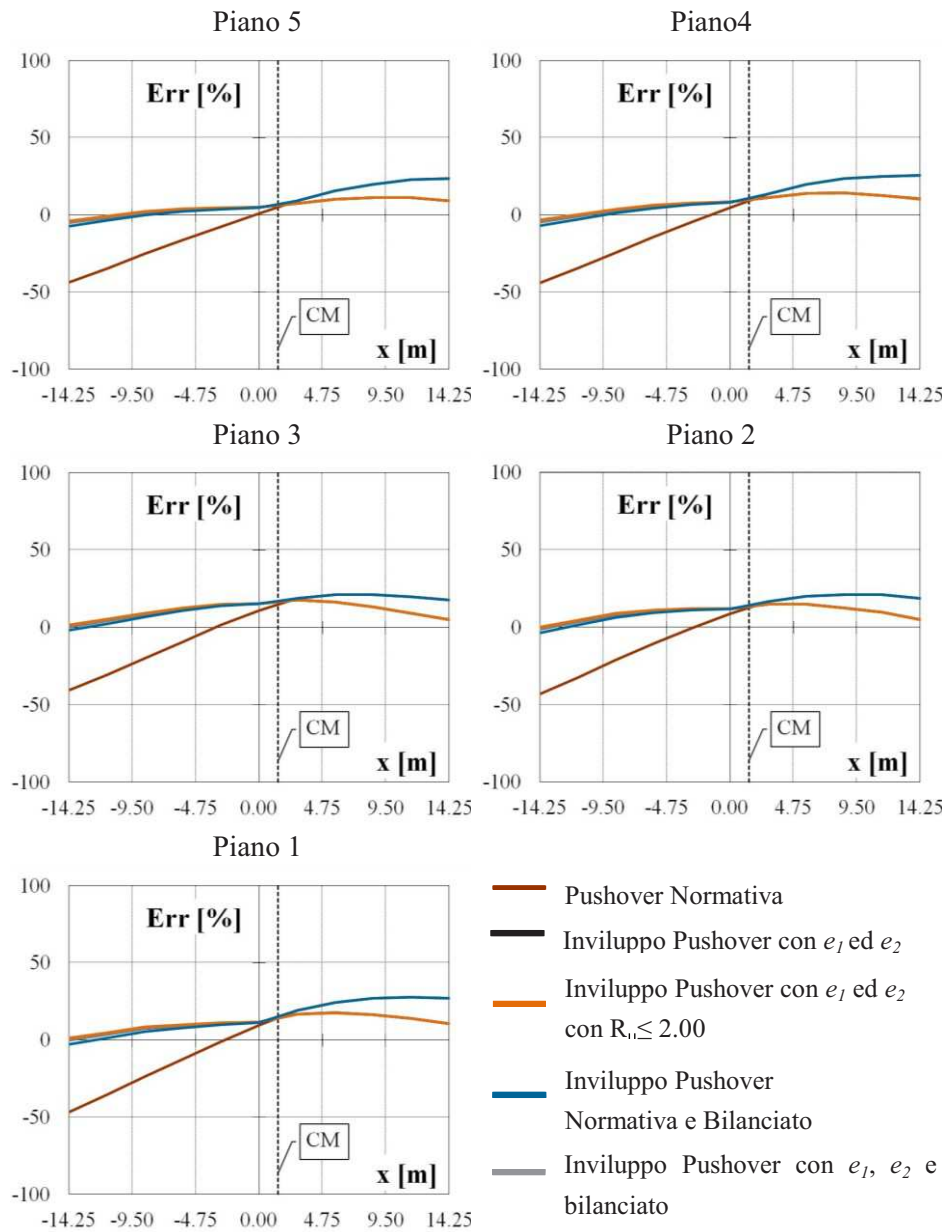 Piano 5
100
Err [%]
50
0
-50
CM
x [m]
-100
-14.25 -9.50 -4.75 0.00 4.75 9.50 14.25
Piano4
100
Err [%]
50
0
-50
CM
x [m]
-100
-14.25 -9.50 -4.75 0.00 4.75 9.50 14.25
Piano 3
100
Err [%]
50
0
-50
CM
x [m]
-100
-14.25 -9.50 -4.75 0.00 4.75 9.50 14.25
Piano 2
100
Err [%]
50
0
-50
CM
x [m]
-100
-14.25 -9.50 -4.75 0.00 4.75 9.50 14.25
Piano 1
100
Err [%]
50
0
-50
CM
x [m]
-100
-14.25 -9.50 -4.75 0.00 4.75 9.50 14.25
Pushover Normativa
Inviluppo Pushover con e1 ed e2
Inviluppo Pushover con e1 ed e2
con Rμ≤ 2.00
Inviluppo Pushover
Normativa e Bilanciato
Inviluppo Pushover con e1, e2 e
bilanciato